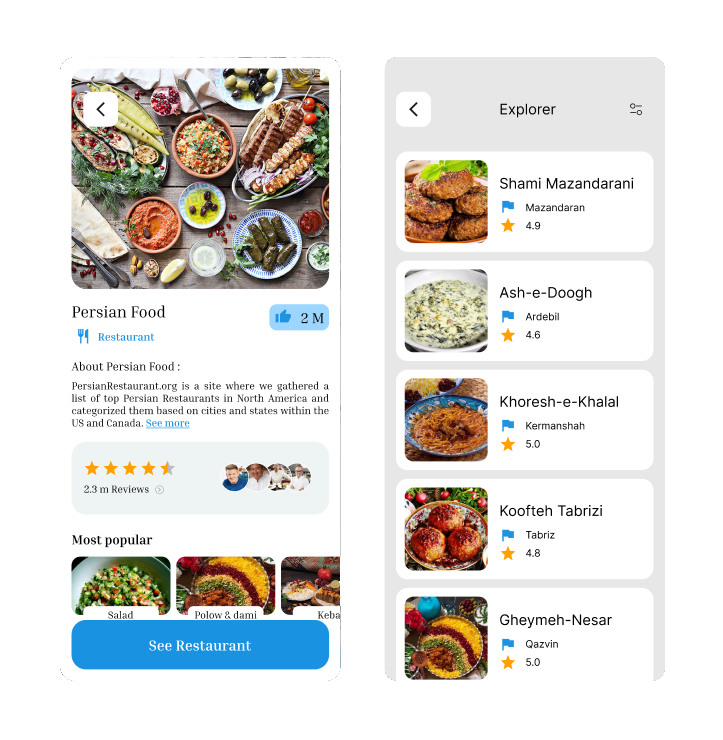 Persian Food
2 M
Restaurant
About Persian Food :
PersianRestaurant.org is a site where we gathered a
list of top Persian Restaurants in North America and
categorized them based on cities and states within the
US and Canada. See more
2.3 m Reviews
Most popular
Salad
Polow & dami
Keba
See Restaurant
Explorer
Shami Mazandarani
Mazandaran
4.9
Ash-e-Doogh
Ardebil
4.6
Khoresh-e-Khalal
Kermanshah
5.0
Koofteh Tabrizi
Tabriz
4.8
Gheymeh-Nesar
Qazvin
5.0